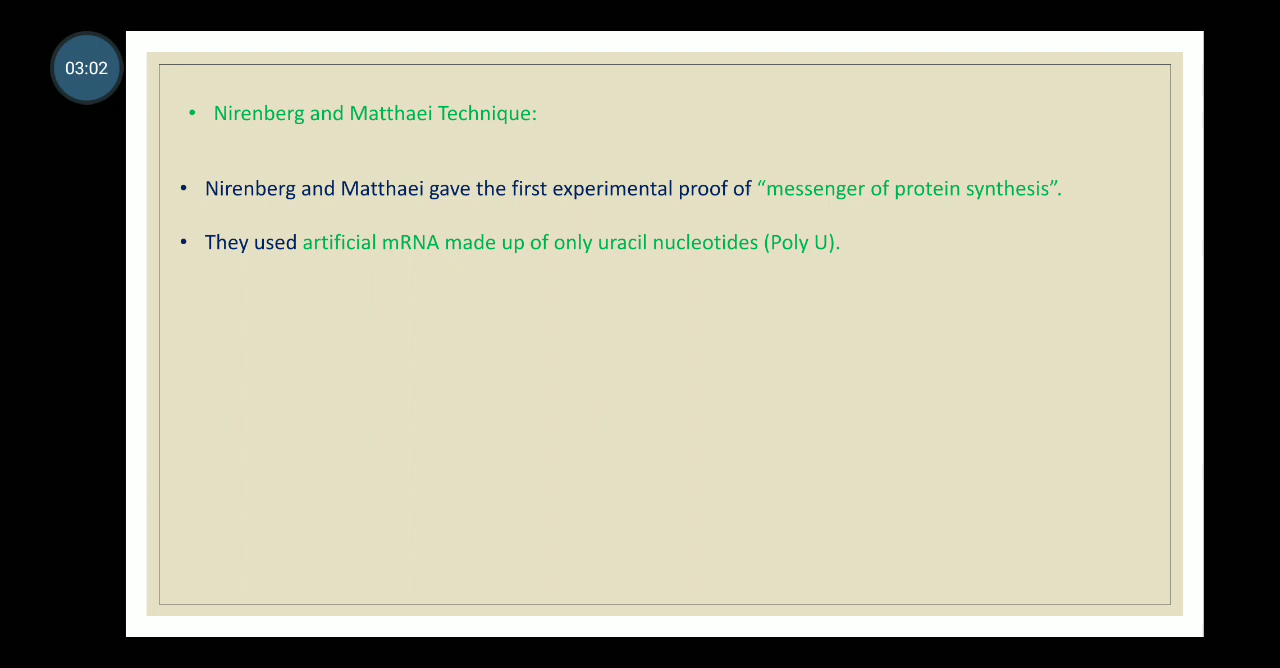 03:02
• Nirenberg and Matthaei Technique:
• Nirenberg and Matthaei gave the first experimental proof of “messenger of protein synthesis”.
• They used artificial mRNA made up of only uracil nucleotides (Poly U).